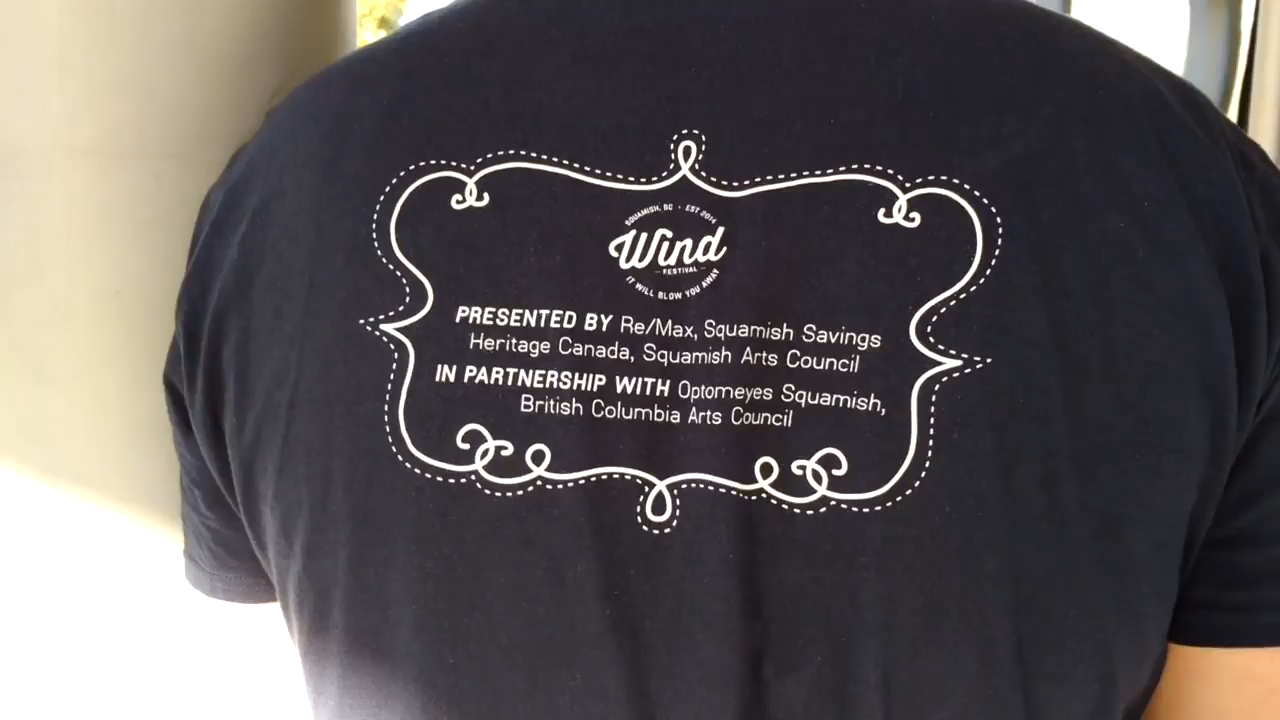 SQUAMISH, BC • EST 2014
Wind
FESTIVAL
IT WILL BLOW YOU AWAY
PRESENTED BY Re/Max, Squamish Savings
Heritage Canada, Squamish Arts Council
IN PARTNERSHIP WITH Optomeyes Squamish,
British Columbia Arts Council